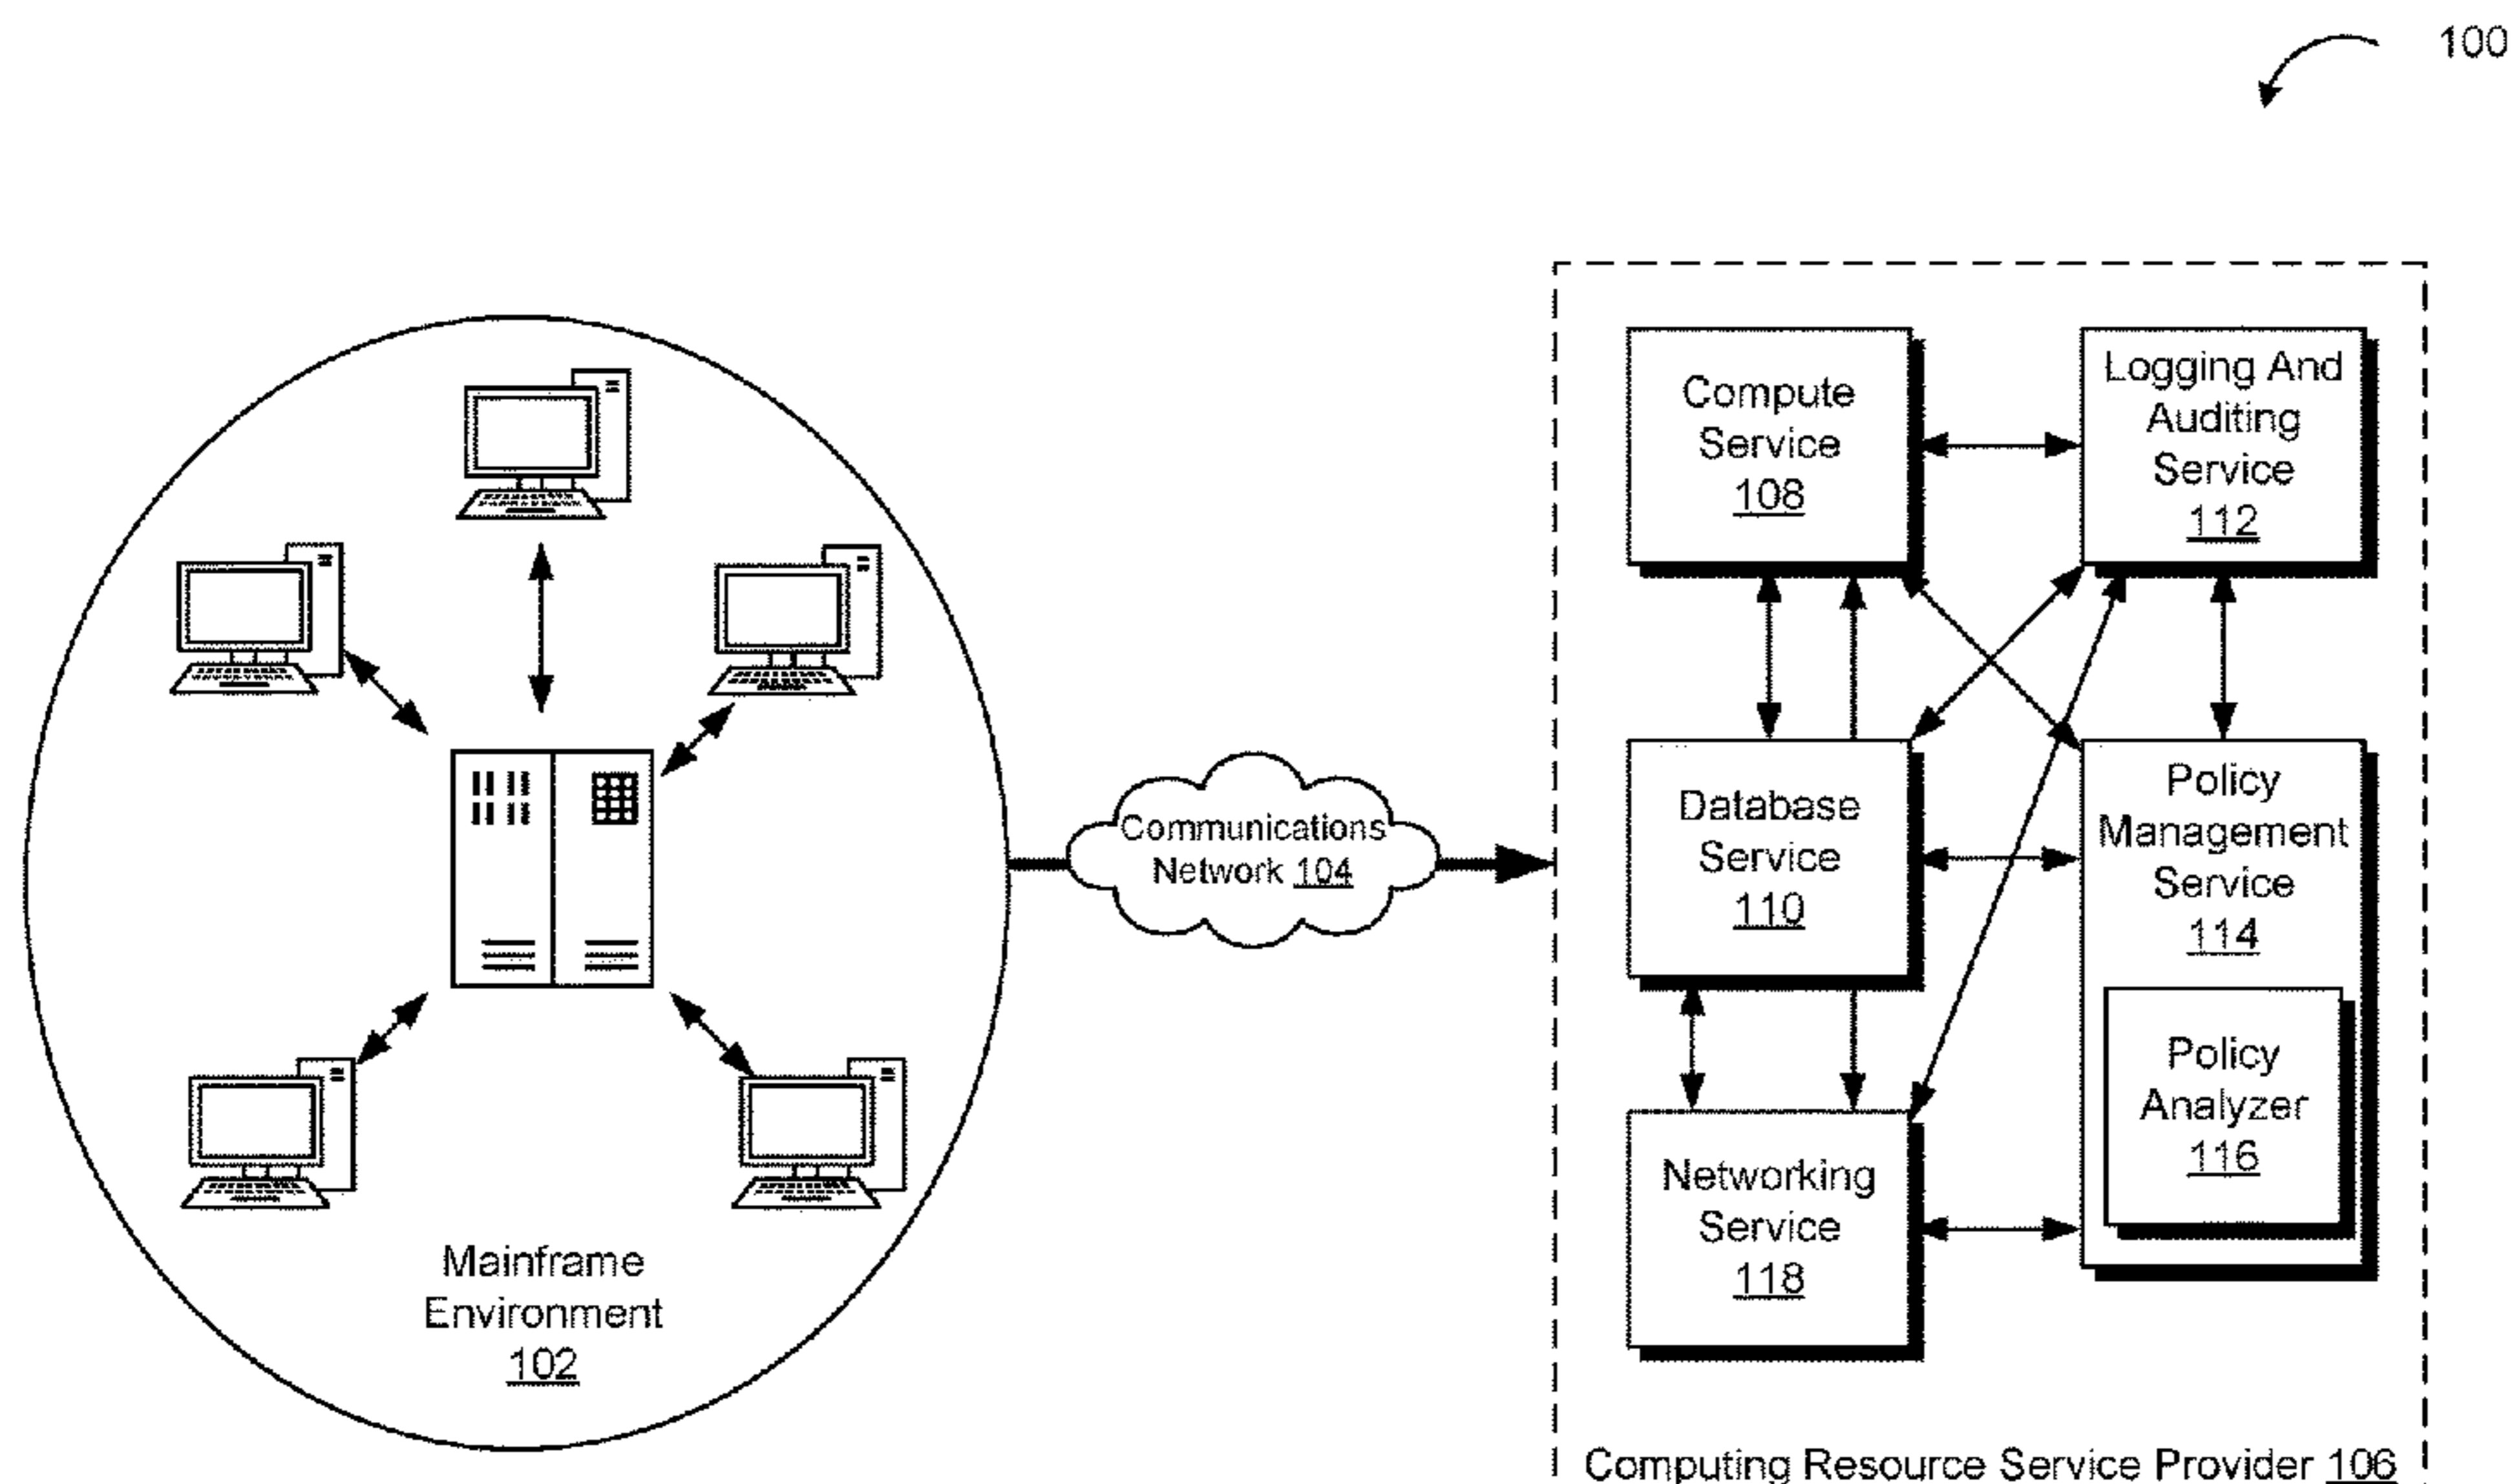 100
Compute
Service
108
Logging And
Auditing
Service
112
Communications
Network 104
Database
Service
110
Policy
Management
Service
114
Policy
Analyzer
116
Networking
Service
118
Mainframe
Environment
102
Computing Resource Service Provider 106